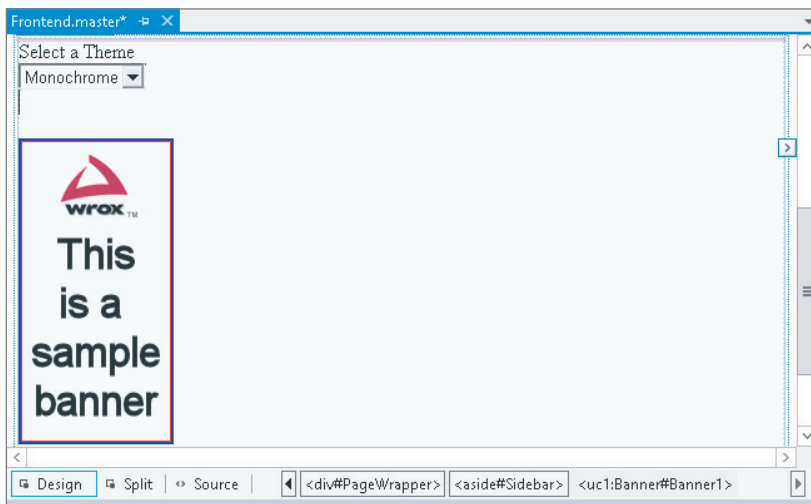 Frontend.master*
Select a Theme
Monochrome
wrox TM
This
is a
sample
banner
Design Split Source <div#PageWrapper> <aside#Sidebar> <uc1:Banner#Banner1>